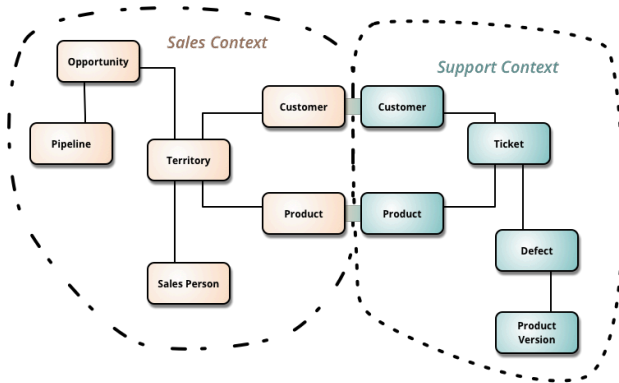 Sales Context
Opportunity
Support Context
Customer
Customer
Pipeline
Ticket
Territory
Product
Product
Defect
Sales Person
Product
Version